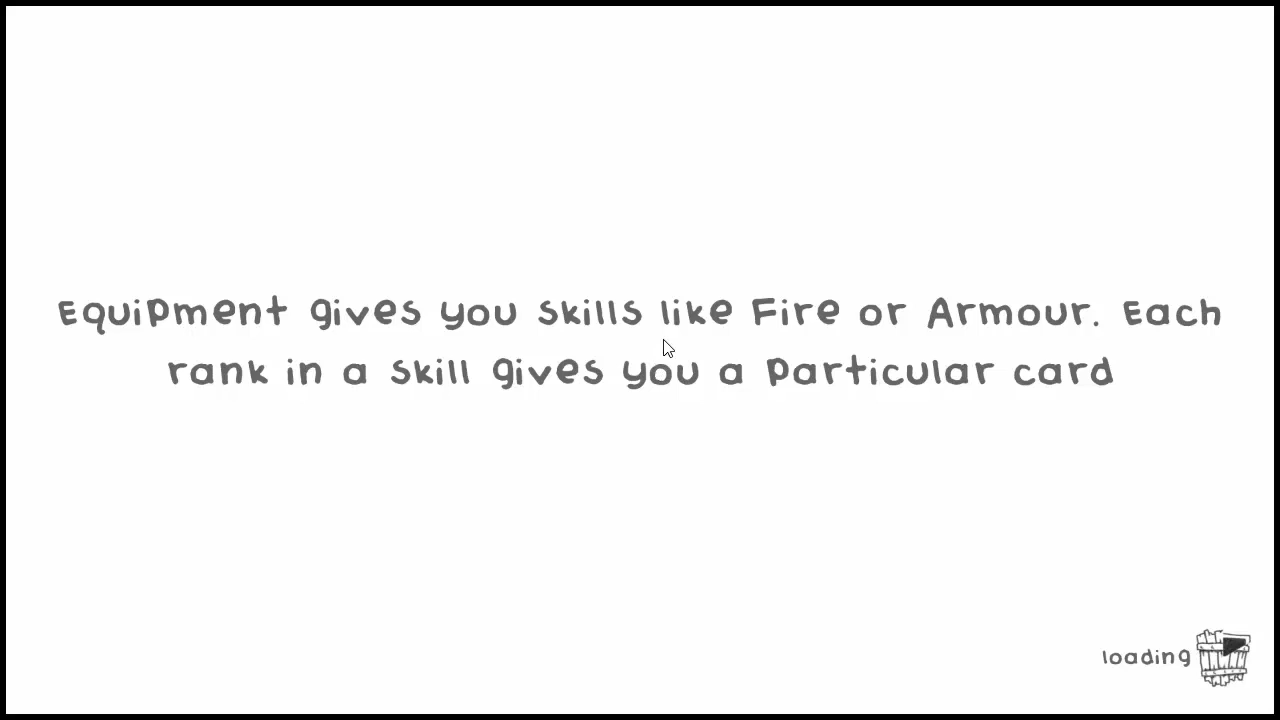 Equipment gives you skills like Fire or Armour. Each
rank in a skill gives you a particular card
loading